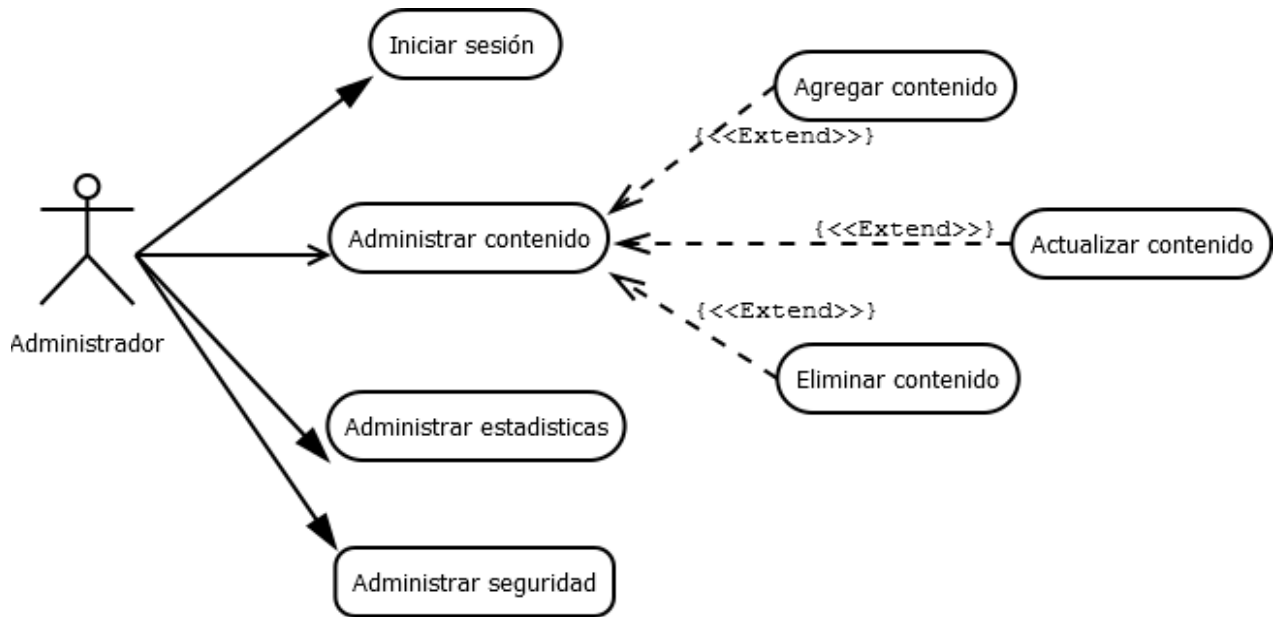 Iniciar sesión
Agregar contenido
{<<Extend>>}
Administrar contenido
{<<Extend>>}
Actualizar contenido
{<<Extend>>}
Administrador
Eliminar contenido
Administrar estadisticas
Administrar seguridad